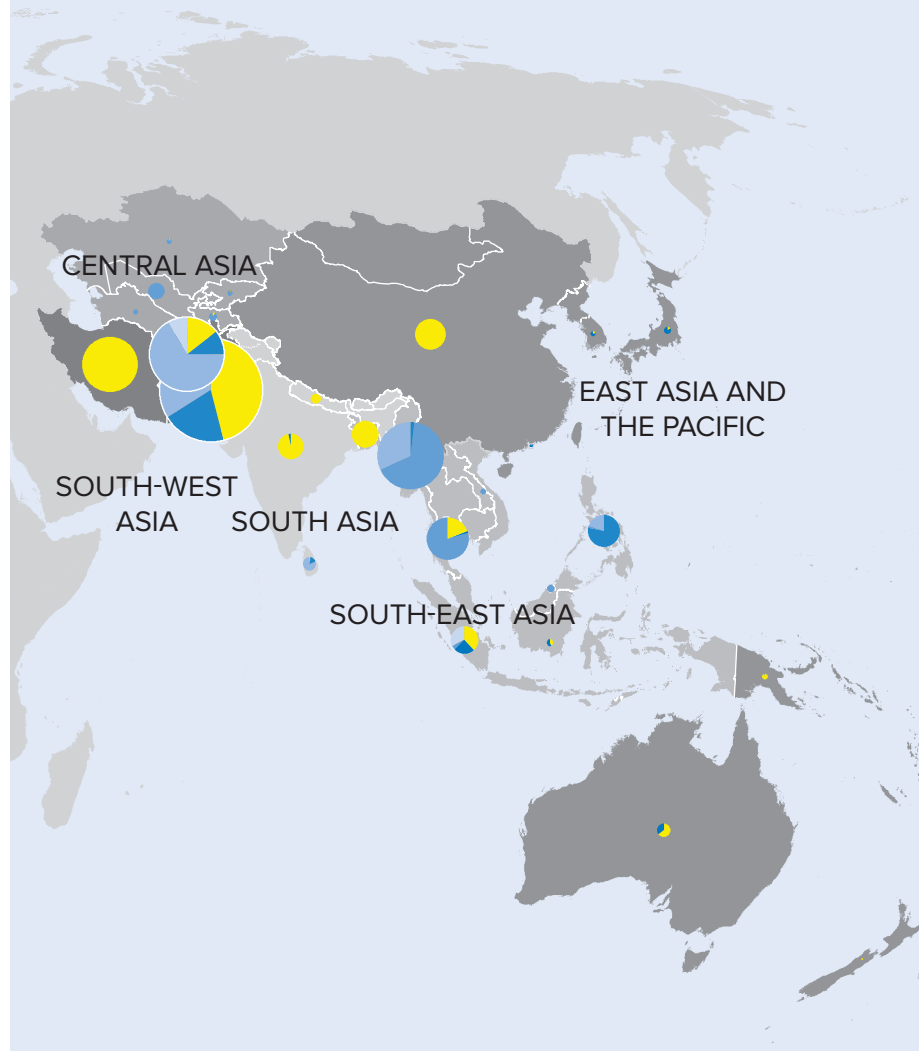 CENTRAL ASIA
EAST ASIA AND
THE PACIFIC
SOUTH-WEST
ASIA
SOUTH ASIA
SOUTH-EAST ASIA